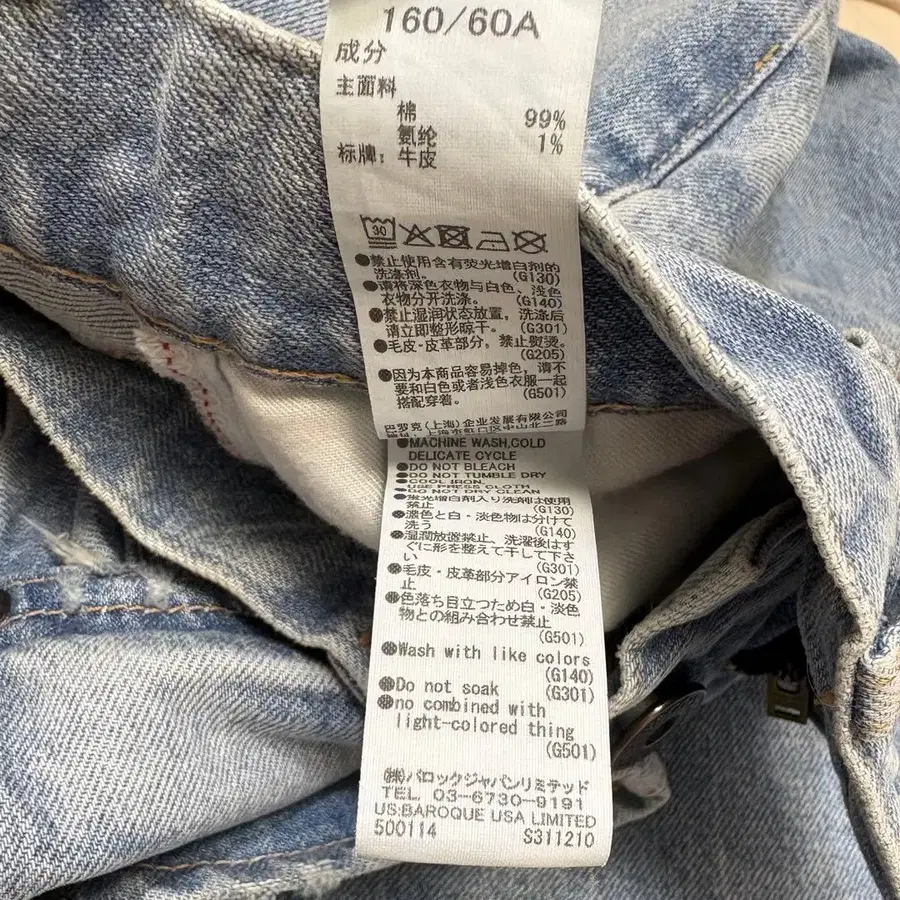 160/60A
成分
主面料
棉 99%
氨纶 1%
标牌：牛皮
30
●禁止使用含有荧光增白剂的
洗涤剂。 (G130)
●请将深色衣物与白色、浅色
衣物分开洗涤。 (G140)
●禁止湿润状态放置，洗涤后
请立即整形晾干。 (G301)
●毛皮·皮革部分，禁止熨烫。
(G205)
●因为本商品容易掉色，请不
要和白色或者浅色衣服一起
搭配穿着。 (G501)
巴罗克(上海)企业发展有限公司
地址：上海市虹口区中山北二路
●MACHINE WASH,COLD
DELICATE CYCLE
●DO NOT BLEACH
●DO NOT TUMBLE DRY
●COOL IRON.
USE PRESS CLOTH
●DO NOT DRY CLEAN
●蛍光増白剤入り洗剤は使用
禁止 (G130)
●濃色と白・淡色物は分けて
洗う (G140)
●湿潤放置禁止、洗濯後はす
ぐに形を整えて干して下さ
い (G301)
●毛皮・皮革部分アイロン禁
止 (G205)
●色落ち目立つため白・淡色
物との組み合わせ禁止
(G501)
●Wash with like colors
(G140)
●Do not soak
(G301)
●no combined with
light-colored thing
(G501)
㈱バロックジャパンリミテッド
TEL. 03-6730-9191
US:BAROQUE USA LIMITED
500114 S311210